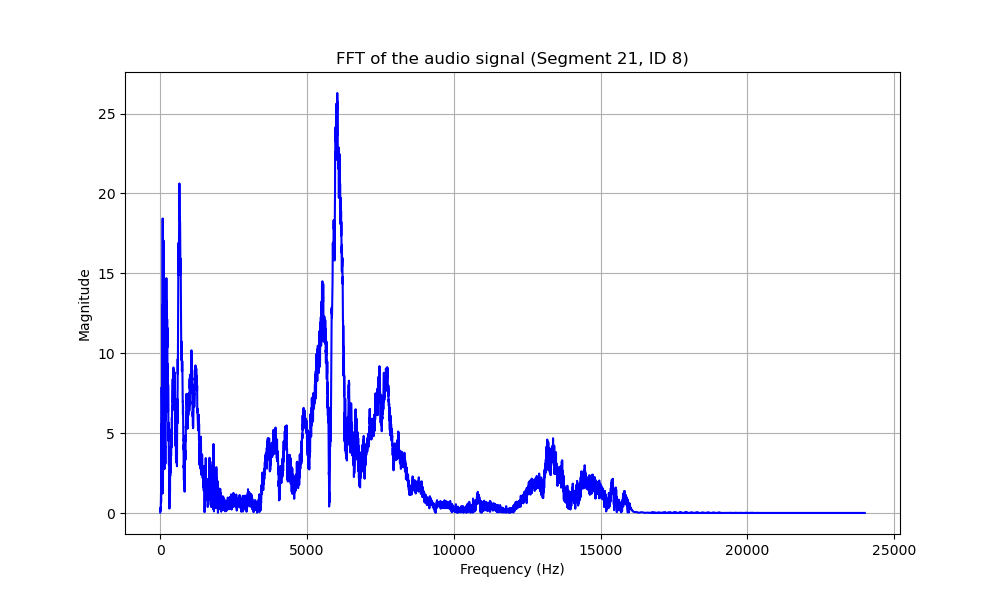 FFT of the audio signal (Segment 21, ID 8)
Magnitude
25
20
15
10
5
0
0 5000 10000 15000 20000 25000
Frequency (Hz)